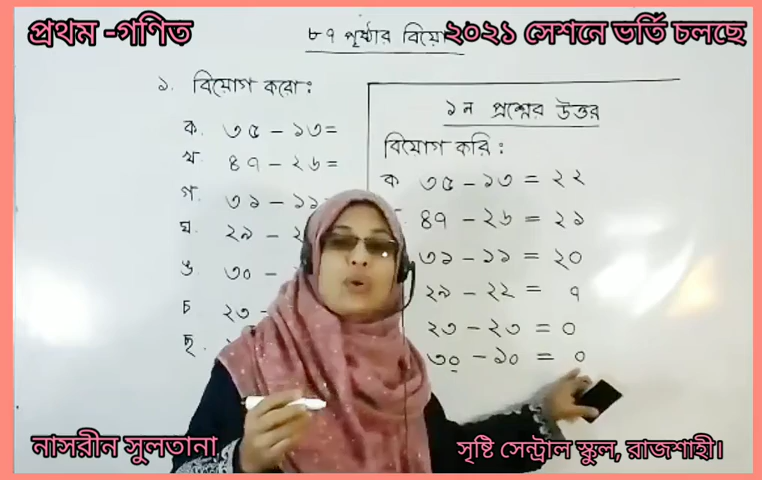 প্রথম -গণিত
২০২১ সেশনে ভর্তি চলছে
৮৭ পৃষ্ঠার
১. বিয়োগ করো:
ক. ৩৫ - ১৩=
খ. ৪৭ - ২৬ =
গ. ৩১ - ১১
ঘ. ২৯ -
ঙ. ৩০ -
চ ২৩ -
ছ.
১ন প্রশ্নের উত্তর
বিয়োগ করি:
ক ৩৫ - ১৩ = ২২
৪৭ - ২৬ = ২১
৩১ - ১১ = ২০
২৯ - ২২ = ৭
২৩ - ২৩ = ০
৩০ - ১০ = ০
নাসরীন সুলতানা
সৃষ্টি সেন্ট্রাল স্কুল, রাজশাহী।